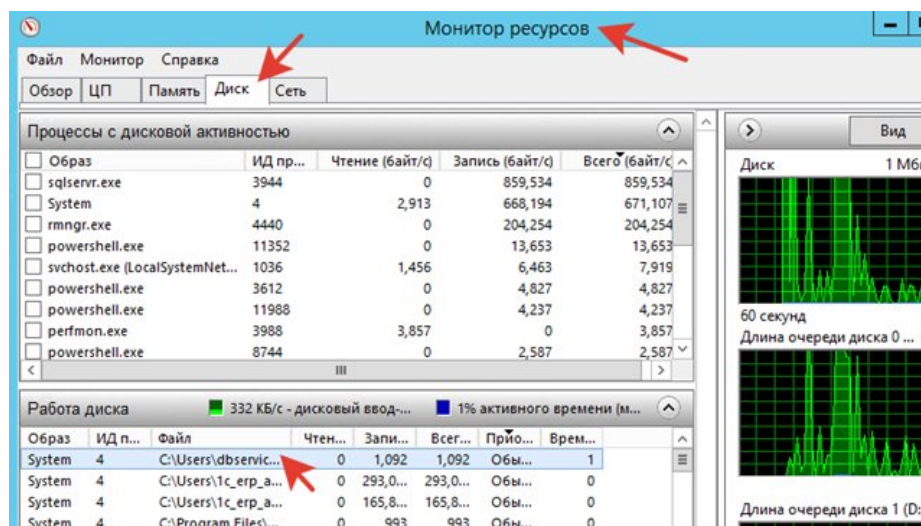 Монитор ресурсов
Файл Монитор Справка
Обзор ЦП Память Диск Сеть
Процессы с дисковой активностью
Образ ИД пр... Чтение (байт/с) Запись (байт/с) Всего (байт/с
sqlservr.exe 3944 0 859,534 859,534
System 4 2,913 668,194 671,107
rmngr.exe 4440 0 204,254 204,254
powershell.exe 11352 0 13,653 13,653
svchost.exe (LocalSystemNet... 1036 1,456 6,463 7,919
powershell.exe 3612 0 4,827 4,827
powershell.exe 11988 0 4,237 4,237
perfmon.exe 3988 3,857 0 3,857
powershell.exe 8744 0 2,587 2,587
Работа диска 332 КБ/с - дисковый ввод-... 1% активного времени (м...
Образ ИД п... Файл Чтен... Запи... Всег... Прио... Врем...
System 4 C:\Users\dbservic... 0 1,092 1,092 Обы... 1
System 4 C:\Users\1c_erp_a... 0 293,0... 293,0... Обы... 0
System 4 C:\Users\1c_erp_a... 0 165,8... 165,8... Обы... 0
System 4 C:\Program Files\... 0 993 993 Обы... 0
Вид
Диск 1 Мб
60 секунд
Длина очереди диска 0 ...
Длина очереди диска 1 (D: